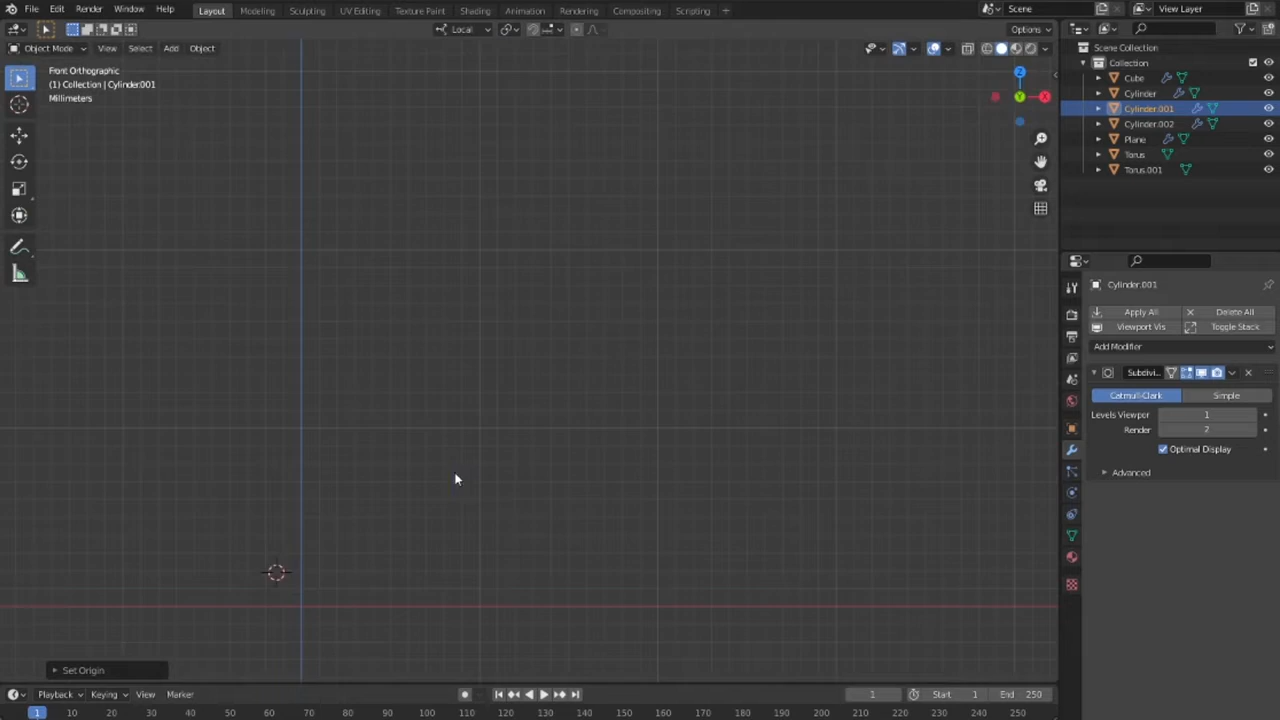 File Edit Render Window Help Layout Modeling Sculpting UV Editing Texture Paint Shading Animation Rendering Compositing Scripting + Scene View Layer
Local Options
Object Mode View Select Add Object
Front Orthographic
(1) Collection | Cylinder.001
Millimeters
Z
Y
X
Scene Collection
Collection
Cube
Cylinder
Cylinder.001
Cylinder.002
Plane
Torus
Torus.001
Cylinder.001
Apply All Delete All
Viewport Vis Toggle Stack
Add Modifier
Subdivi...
Catmull-Clark Simple
Levels Viewpor 1
Render 2
Optimal Display
Advanced
Set Origin
Playback Keying View Marker 1 Start 1 End 250
1 10 20 30 40 50 60 70 80 90 100 110 120 130 140 150 160 170 180 190 200 210 220 230 240 250